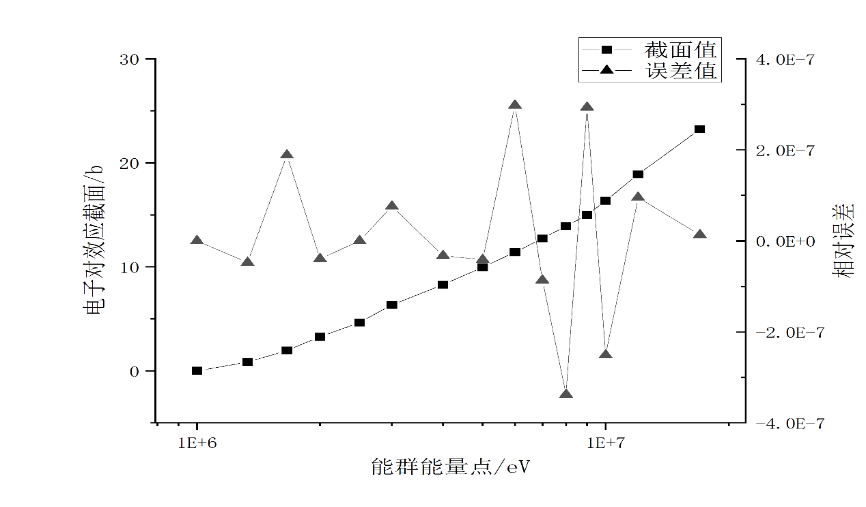 截面值
误差值
30
20
10
0
电子对效应截面/b
4.0E-7
2.0E-7
0.0E+0
-2.0E-7
-4.0E-7
相对误差
1E+6
1E+7
能群能量点/eV